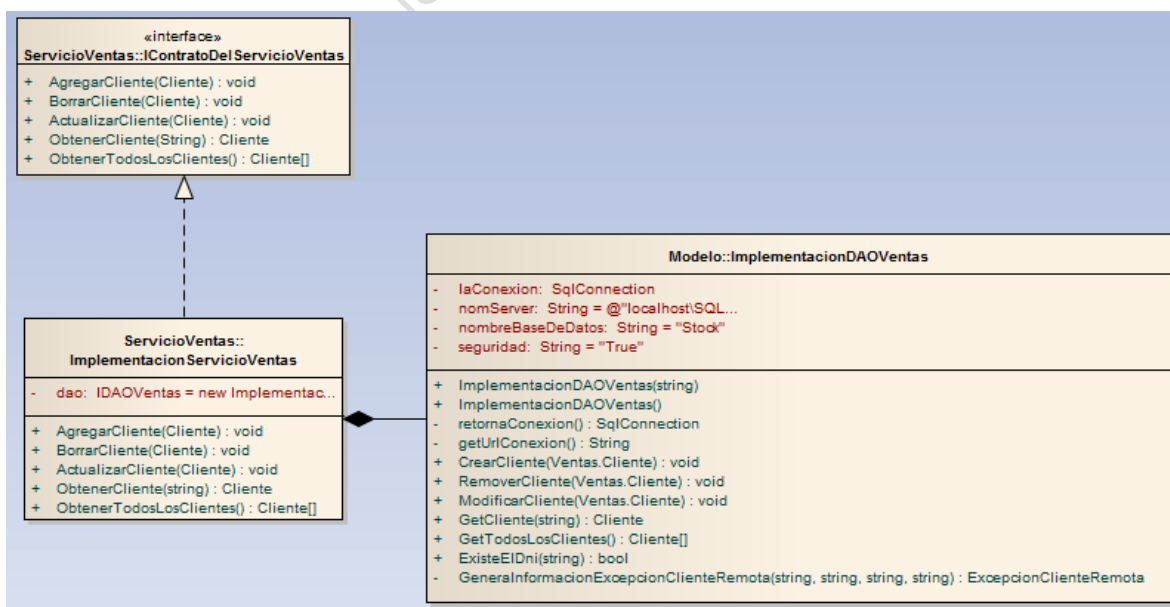 «interface»
ServicioVentas::IContratoDelServicioVentas
+ AgregarCliente(Cliente) : void
+ BorrarCliente(Cliente) : void
+ ActualizarCliente(Cliente) : void
+ ObtenerCliente(String) : Cliente
+ ObtenerTodosLosClientes() : Cliente[]
ServicioVentas::
ImplementacionServicioVentas
- dao: IDAOVentas = new Implementac...
+ AgregarCliente(Cliente) : void
+ BorrarCliente(Cliente) : void
+ ActualizarCliente(Cliente) : void
+ ObtenerCliente(string) : Cliente
+ ObtenerTodosLosClientes() : Cliente[]
Modelo::ImplementacionDAOVentas
- laConexion: SqlConnection
- nomServer: String = @"localhost\SQL...
- nombreBaseDeDatos: String = "Stock"
- seguridad: String = "True"
+ ImplementacionDAOVentas(string)
+ ImplementacionDAOVentas()
- retornaConexion() : SqlConnection
- getUrlConexion() : String
+ CrearCliente(Ventas.Cliente) : void
+ RemoverCliente(Ventas.Cliente) : void
+ ModificarCliente(Ventas.Cliente) : void
+ GetCliente(string) : Cliente
+ GetTodosLosClientes() : Cliente[]
+ ExisteElDni(string) : bool
- GeneraInformacionExcepcionClienteRemota(string, string, string, string) : ExcepcionClienteRemota